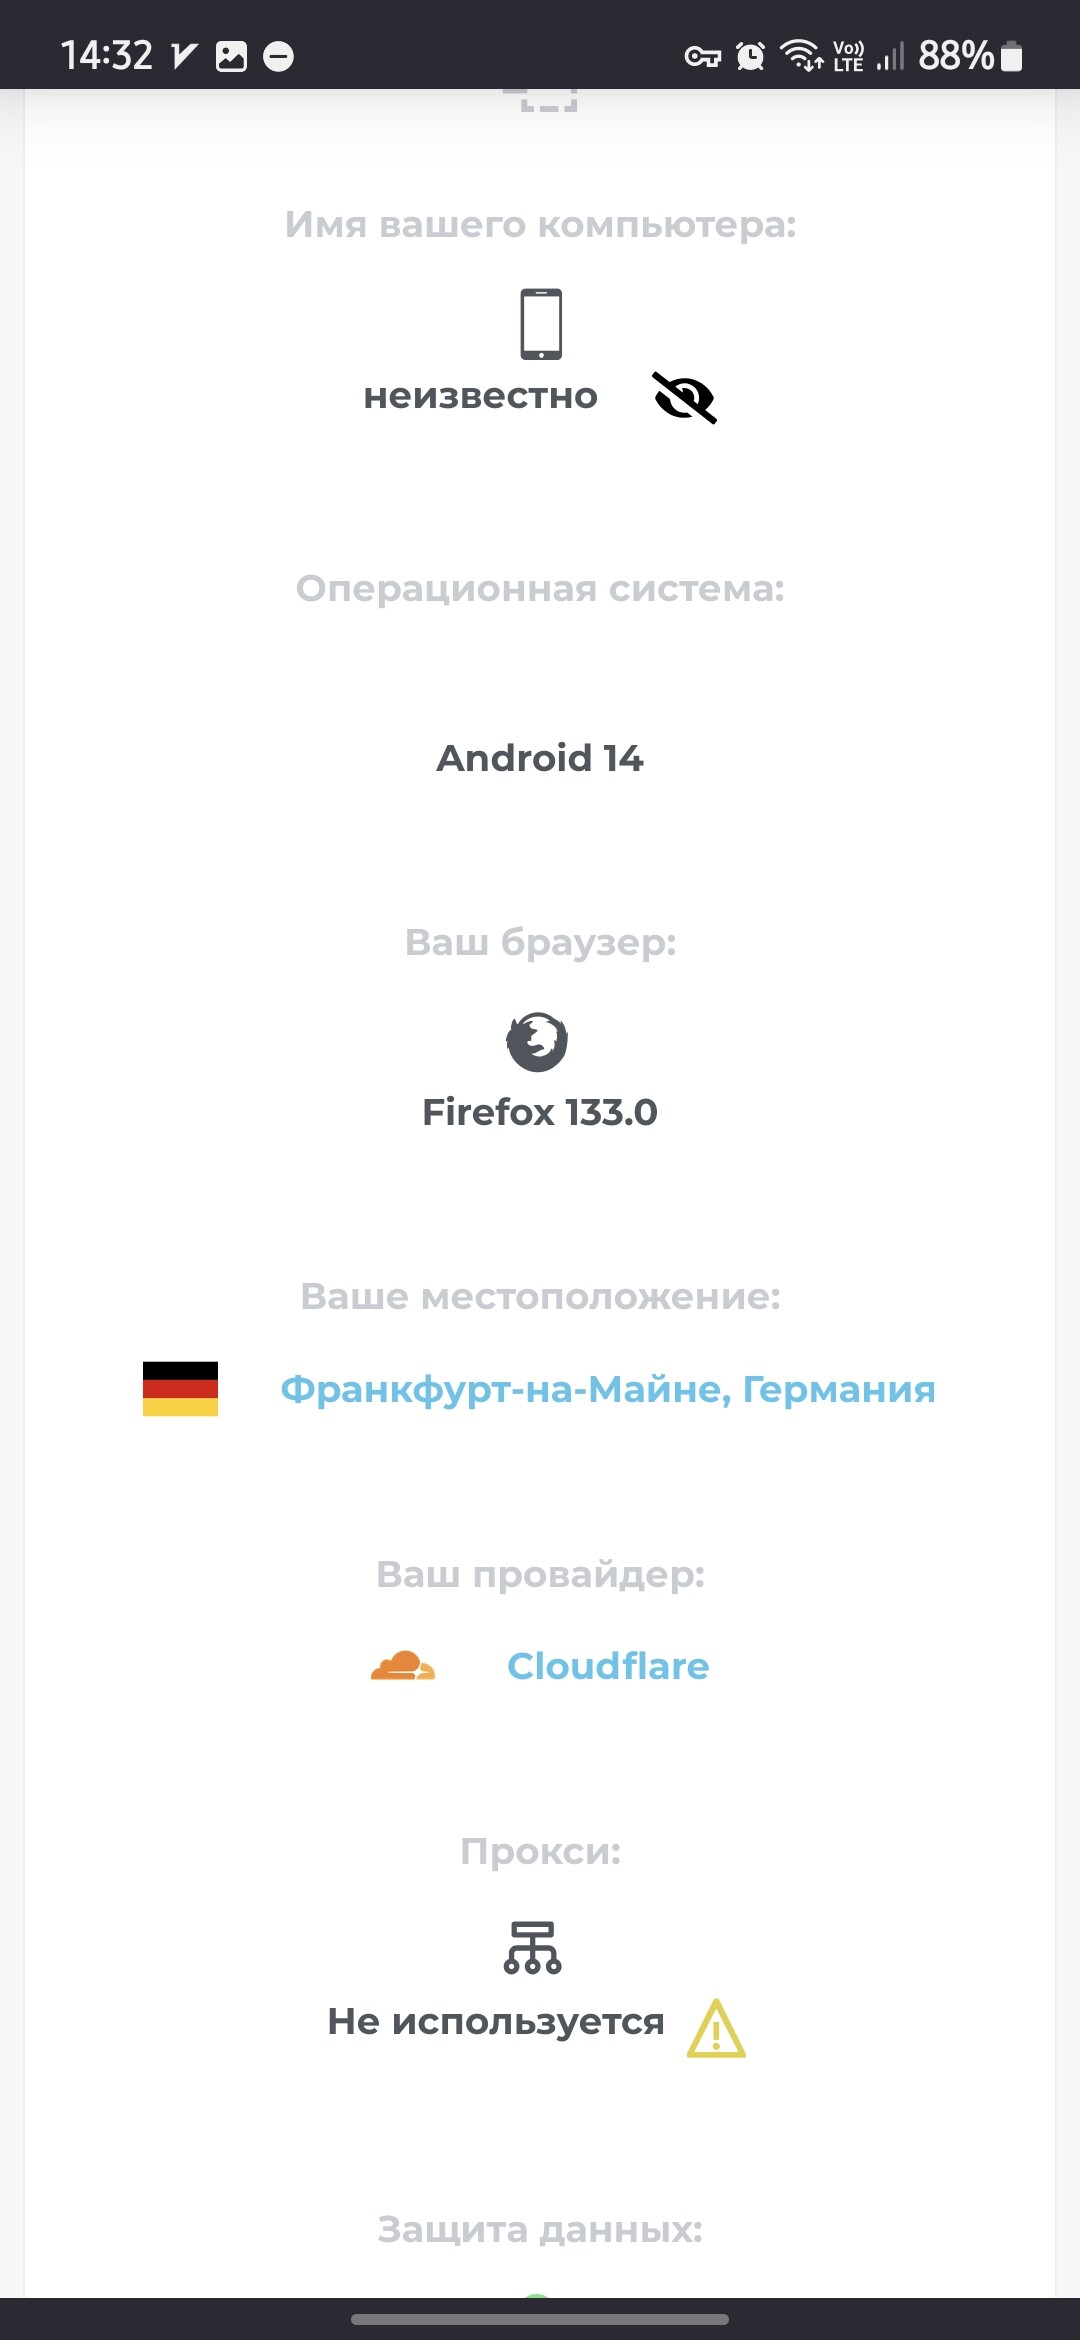 14:32
Vo))
LTE
88%
Имя вашего компьютера:
неизвестно
Операционная система:
Android 14
Ваш браузер:
Firefox 133.0
Ваше местоположение:
Франкфурт-на-Майне, Германия
Ваш провайдер:
Cloudflare
Прокси:
Не используется
Защита данных: